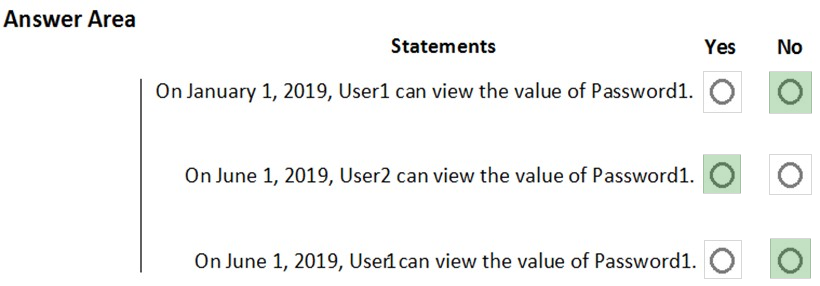 Answer Area
Statements Yes No
On January 1, 2019, User1 can view the value of Password1.
On June 1, 2019, User2 can view the value of Password1.
On June 1, 2019, User1 can view the value of Password1.